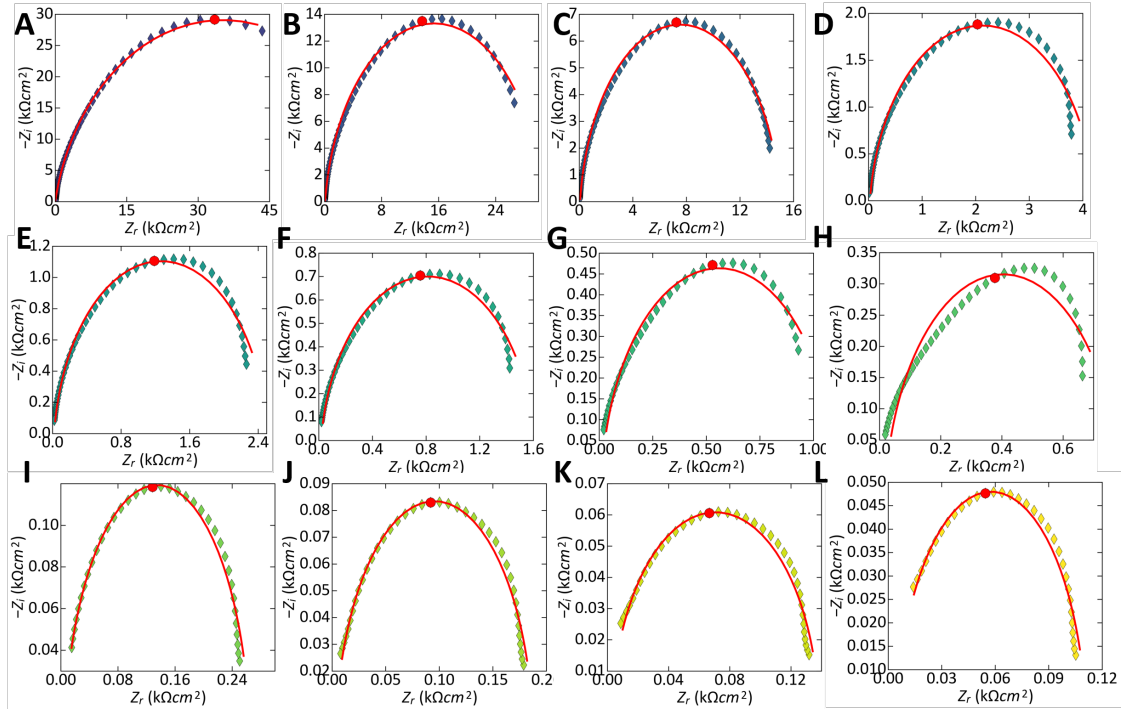 A
−Zi (kΩcm²)
30
25
20
15
10
5
0
0 15 30 45
Zr (kΩcm²)
B
−Zi (kΩcm²)
14
12
10
8
6
4
2
0
0 6 12 18 24
Zr (kΩcm²)
C
−Zi (kΩcm²)
7
6
5
4
3
2
1
0
0 4 8 12 16
Zr (kΩcm²)
D
−Zi (kΩcm²)
2.0
1.5
1.0
0.5
0.0
0 1 2 3 4
Zr (kΩcm²)
E
−Zi (kΩcm²)
1.2
1.0
0.8
0.6
0.4
0.2
0.0
0.0 0.8 1.6 2.4
Zr (kΩcm²)
F
−Zi (kΩcm²)
0.8
0.7
0.6
0.5
0.4
0.3
0.2
0.1
0.0
0.0 0.4 0.8 1.2 1.6
Zr (kΩcm²)
G
−Zi (kΩcm²)
0.50
0.45
0.40
0.35
0.30
0.25
0.20
0.15
0.10
0.05
0.00 0.25 0.50 0.75 1.00
Zr (kΩcm²)
H
−Zi (kΩcm²)
0.35
0.30
0.25
0.20
0.15
0.10
0.05
0.2 0.4 0.6
Zr (kΩcm²)
I
−Zi (kΩcm²)
0.10
0.08
0.06
0.04
0.00 0.08 0.16 0.24
Zr (kΩcm²)
J
−Zi (kΩcm²)
0.09
0.08
0.07
0.06
0.05
0.04
0.03
0.02
0.00 0.05 0.10 0.15 0.2
Zr (kΩcm²)
K
−Zi (kΩcm²)
0.07
0.06
0.05
0.04
0.03
0.02
0.01
0.00 0.03 0.06 0.09 0.12
Zr (kΩcm²)
L
−Zi (kΩcm²)
0.050
0.045
0.040
0.035
0.030
0.025
0.020
0.015
0.010
0.00 0.03 0.06 0.09 0.12
Zr (kΩcm²)